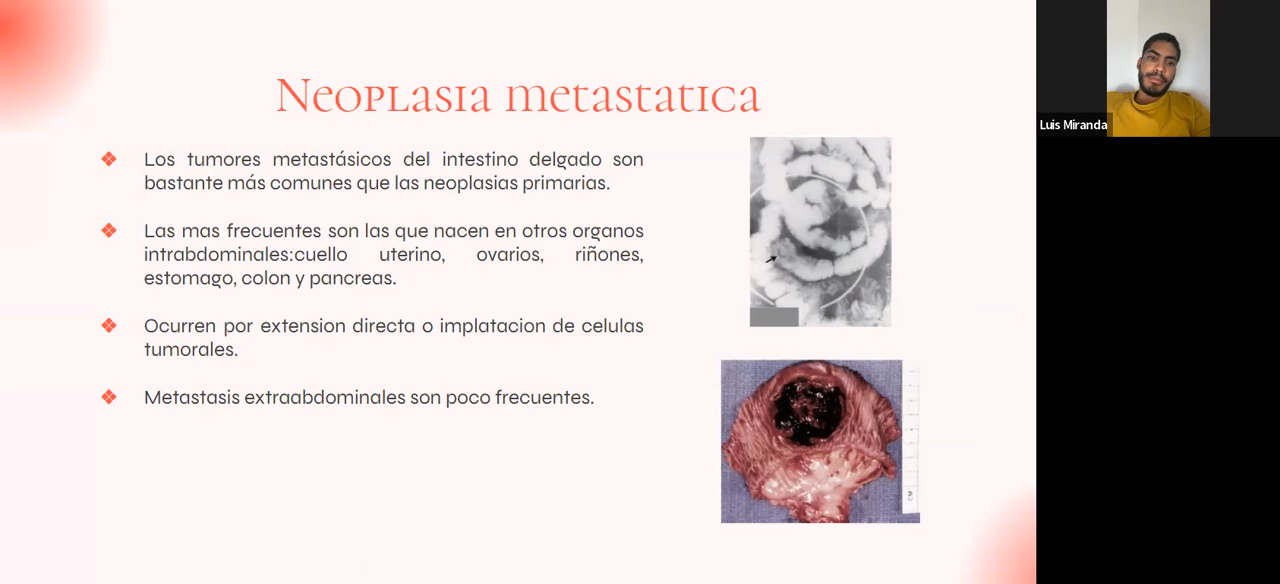 Neoplasia metastatica
Los tumores metastásicos del intestino delgado son
bastante más comunes que las neoplasias primarias.
Las mas frecuentes son las que nacen en otros organos
intrabdominales:cuello uterino, ovarios, riñones,
estomago, colon y pancreas.
Ocurren por extension directa o implatacion de celulas
tumorales.
Metastasis extraabdominales son poco frecuentes.
CM
Luis Miranda